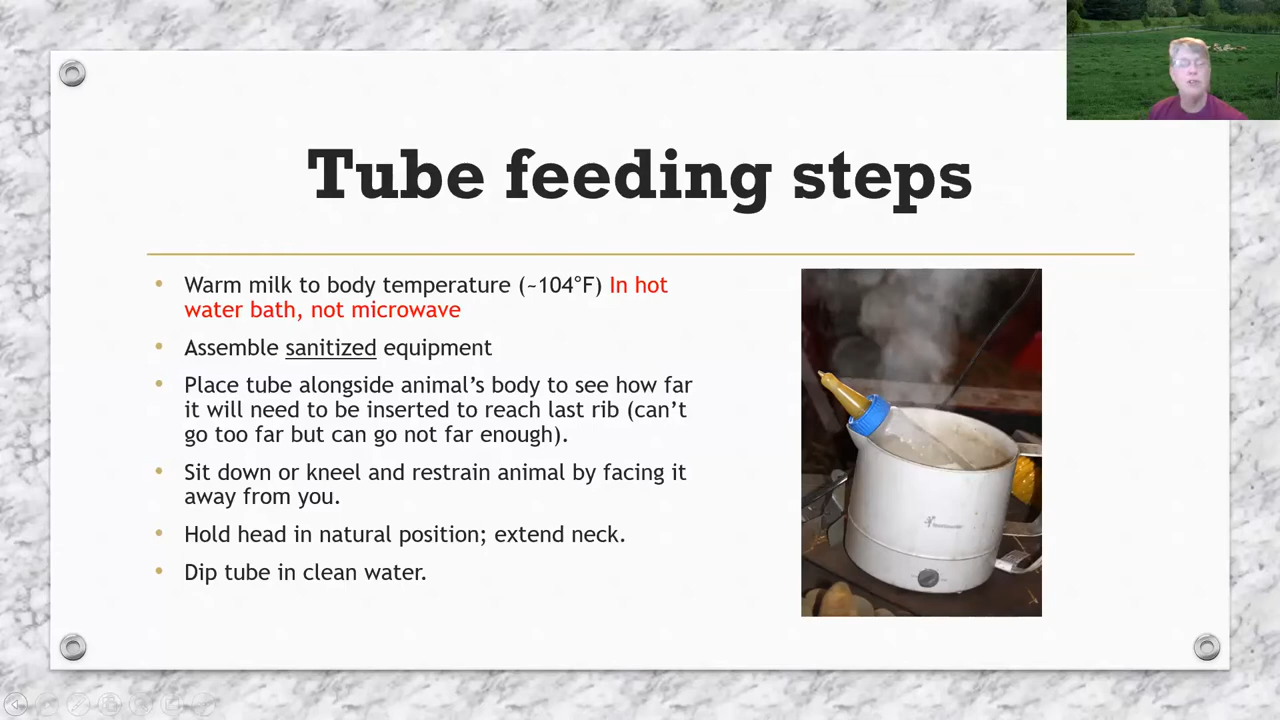 Tube feeding steps
• Warm milk to body temperature (~104°F) In hot
water bath, not microwave
• Assemble sanitized equipment
• Place tube alongside animal's body to see how far
it will need to be inserted to reach last rib (can't
go too far but can go not far enough).
• Sit down or kneel and restrain animal by facing it
away from you.
• Hold head in natural position; extend neck.
• Dip tube in clean water.